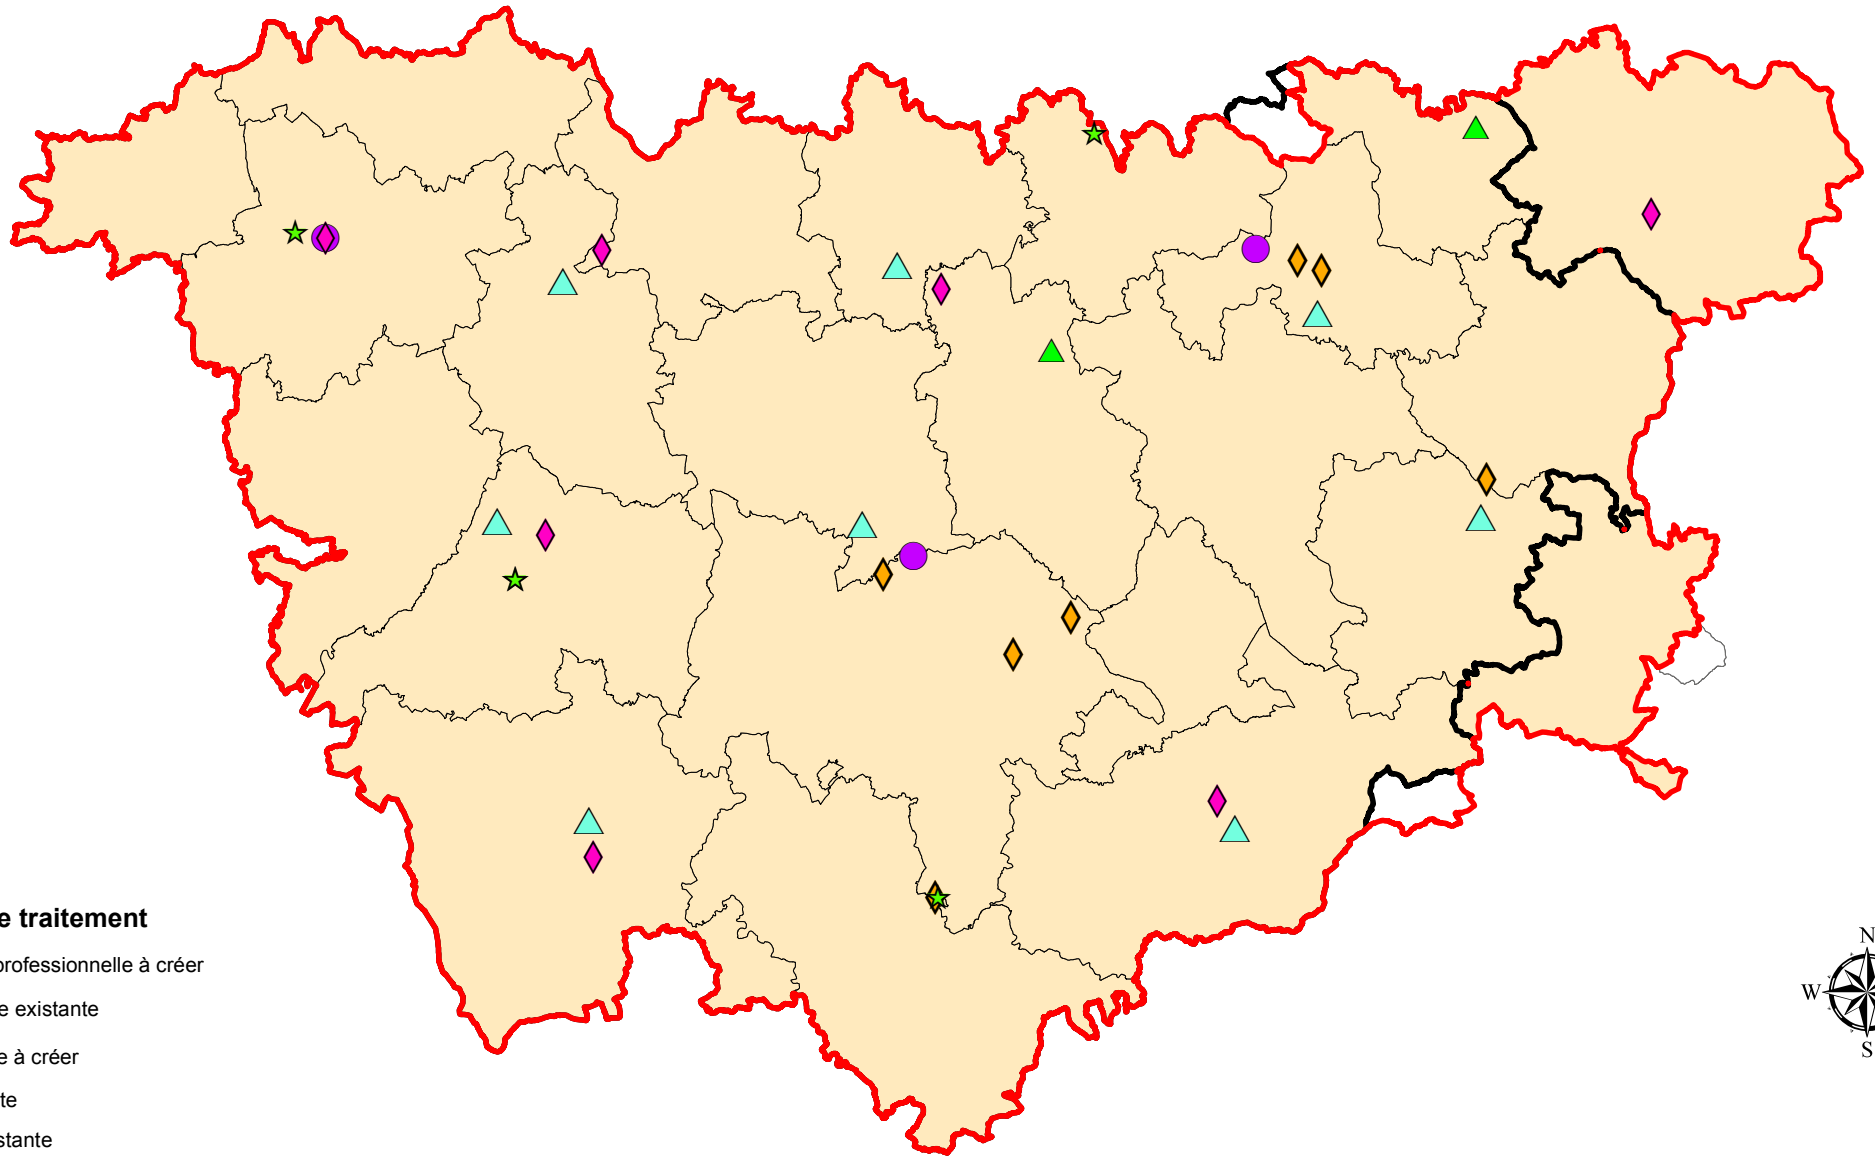 e traitement
professionnelle à créer
e existante
e à créer
te
stante
N
W
S